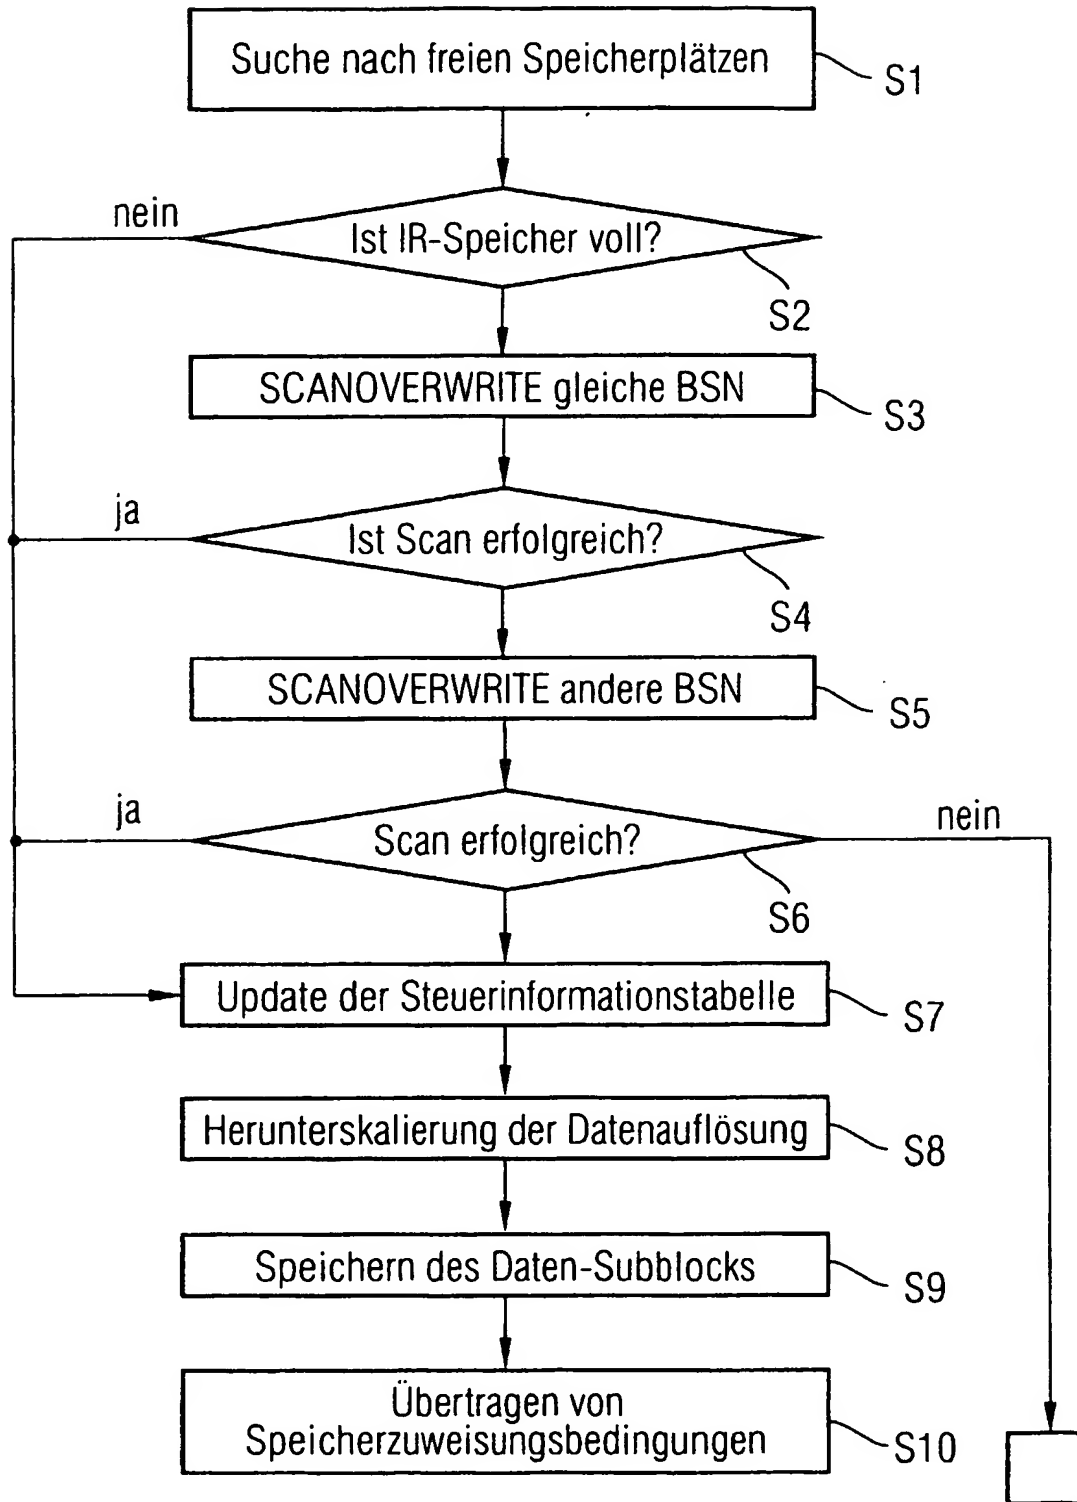 Suche nach freien Speicherplätzen
S1
nein
Ist IR-Speicher voll?
S2
SCANOVERWRITE gleiche BSN
S3
ja
Ist Scan erfolgreich?
S4
SCANOVERWRITE andere BSN
S5
ja
Scan erfolgreich?
nein
S6
Update der Steuerinformationstabelle
S7
Herunterskalierung der Datenauflösung
S8
Speichern des Daten-Subblocks
S9
Übertragen von
Speicherzuweisungsbedingungen
S10